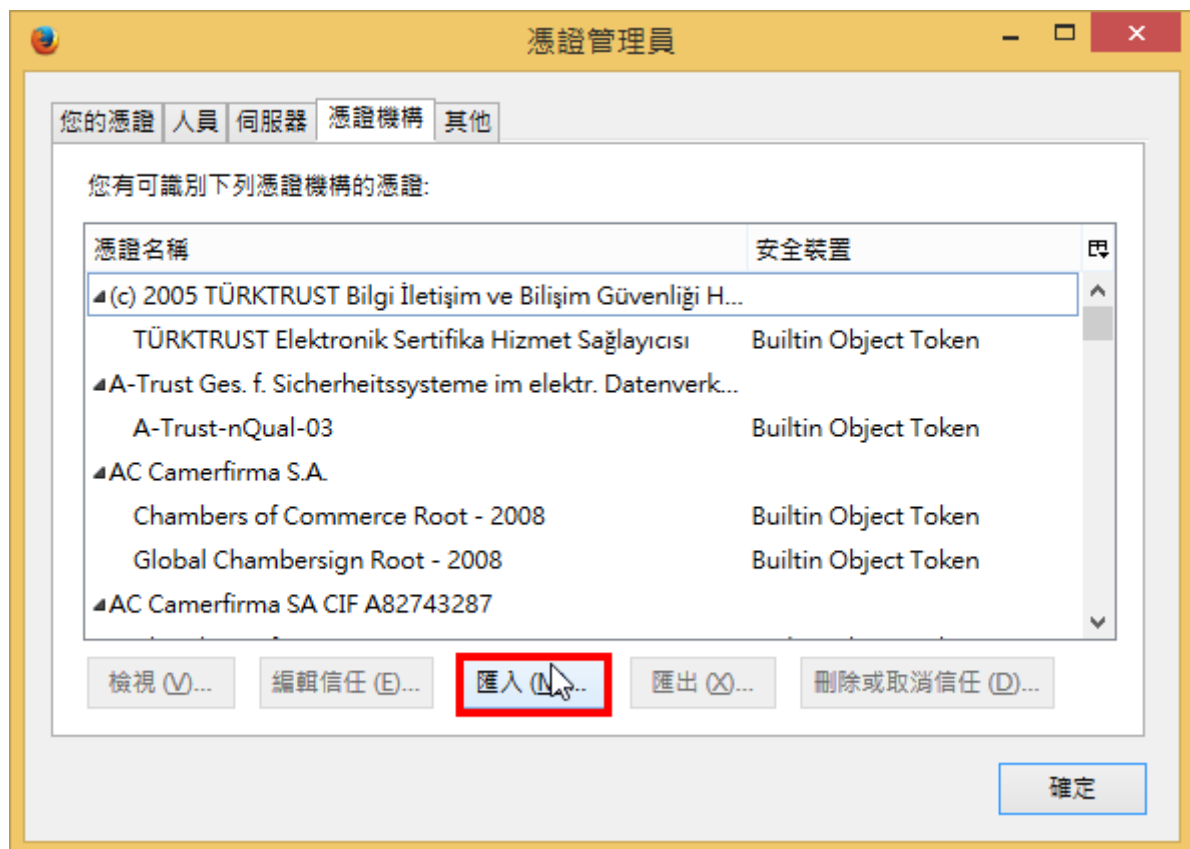 憑證管理員
您的憑證 人員 伺服器 憑證機構 其他
您有可識別下列憑證機構的憑證:
憑證名稱 安全裝置
(c) 2005 TÜRKTRUST Bilgi İletişim ve Bilişim Güvenliği H...
TÜRKTRUST Elektronik Sertifika Hizmet Sağlayıcısı Builtin Object Token
A-Trust Ges. f. Sicherheitssysteme im elektr. Datenverk...
A-Trust-nQual-03 Builtin Object Token
AC Camerfirma S.A.
Chambers of Commerce Root - 2008 Builtin Object Token
Global Chambersign Root - 2008 Builtin Object Token
AC Camerfirma SA CIF A82743287
檢視 (V)... 編輯信任 (E)... 匯入 (N)... 匯出 (X)... 刪除或取消信任 (D)...
確定